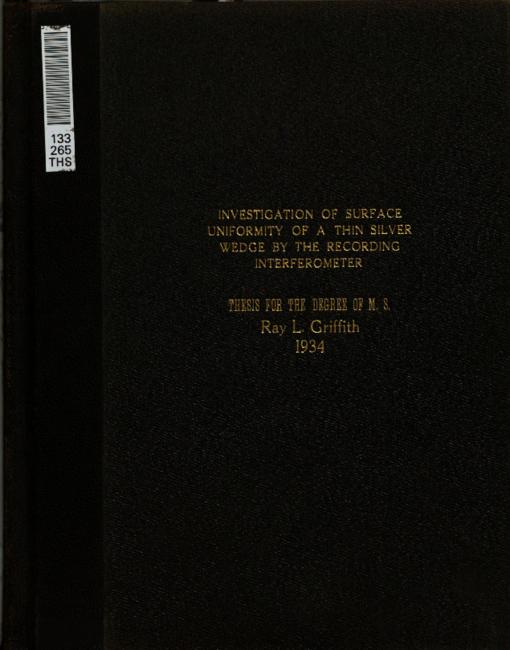 133
265
THS
INVESTIGATION OF SURFACE
UNIFORMITY OF A THIN SILVER
WEDGE BY THE RECORDING
INTERFEROMETER
THESIS FOR THE DEGREE OF M. S.
Ray L. Griffith
1934